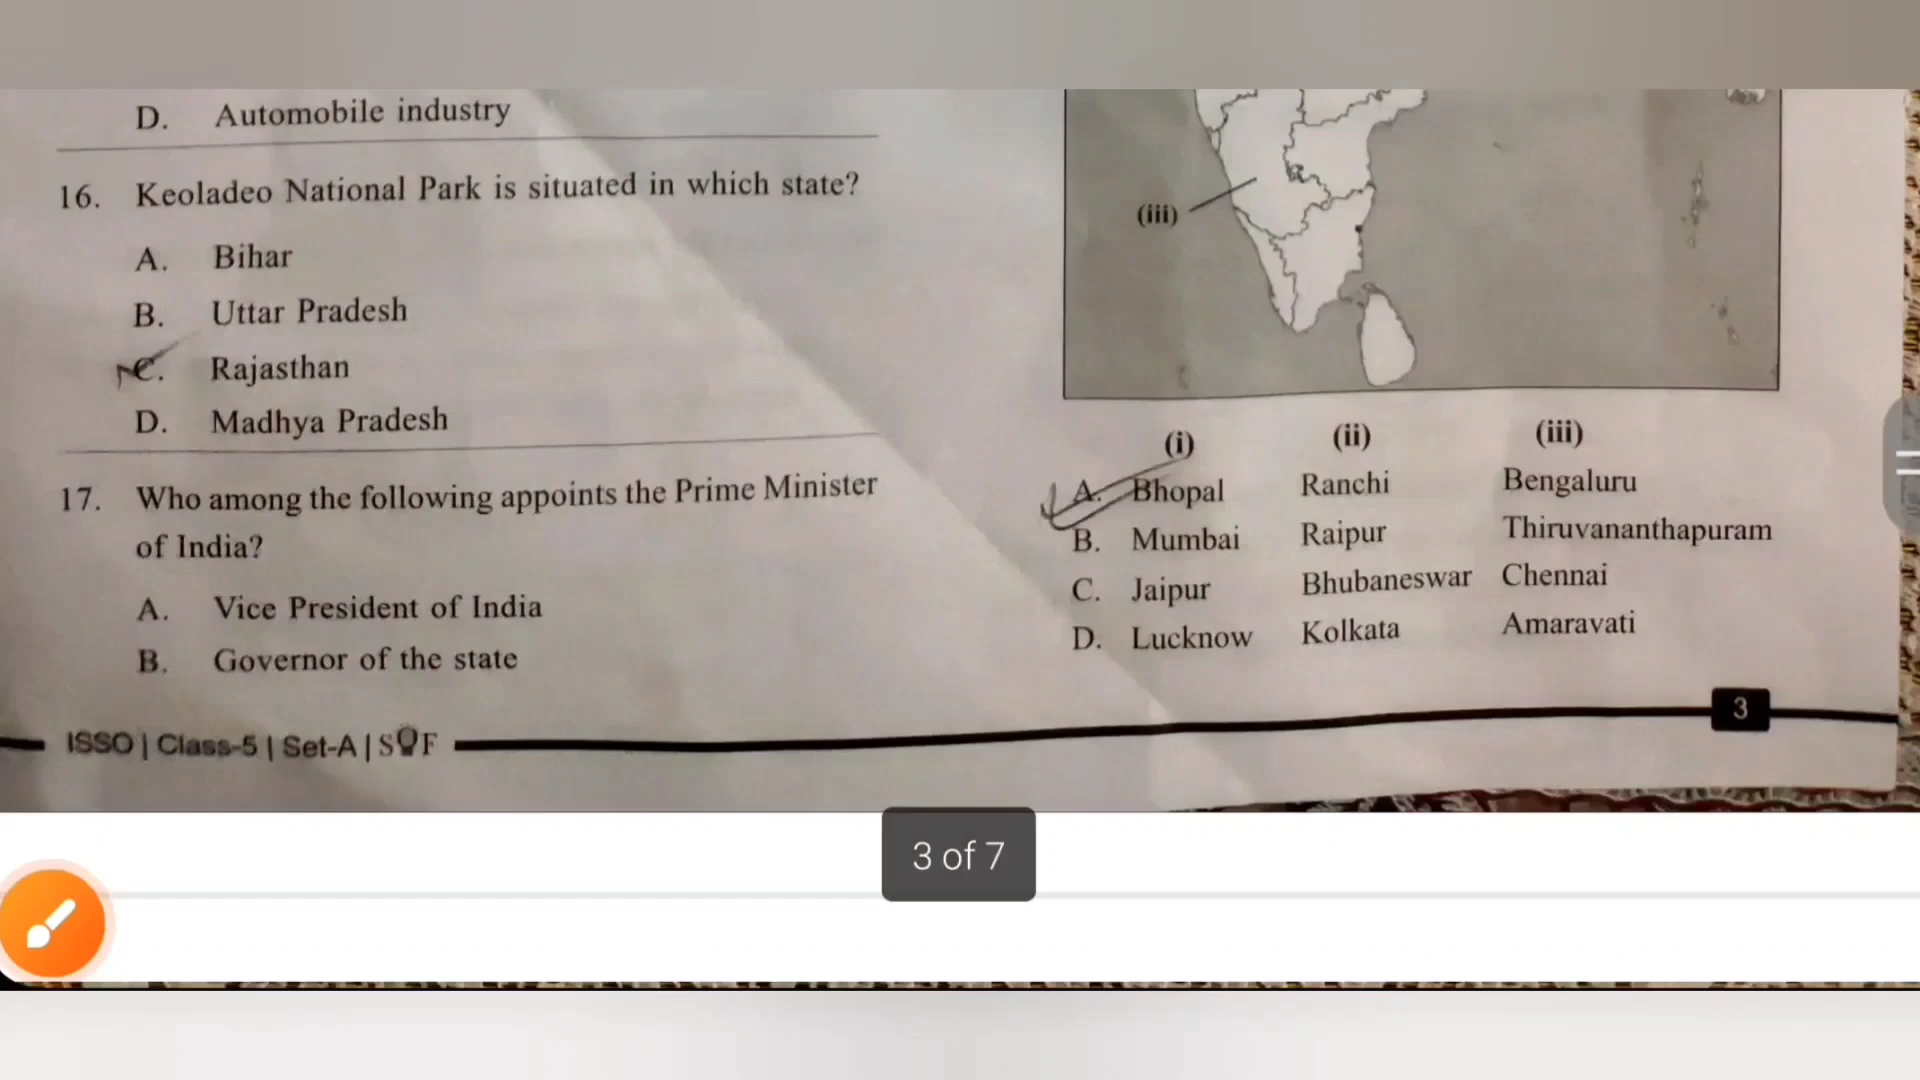 D. Automobile industry
16. Keoladeo National Park is situated in which state?
A. Bihar
B. Uttar Pradesh
C. Rajasthan
D. Madhya Pradesh
17. Who among the following appoints the Prime Minister
of India?
A. Vice President of India
B. Governor of the state
(iii)
(i) (ii) (iii)
A. Bhopal Ranchi Bengaluru
B. Mumbai Raipur Thiruvananthapuram
C. Jaipur Bhubaneswar Chennai
D. Lucknow Kolkata Amaravati
ISSO | Class-5 | Set-A | SOF
3
3 of 7